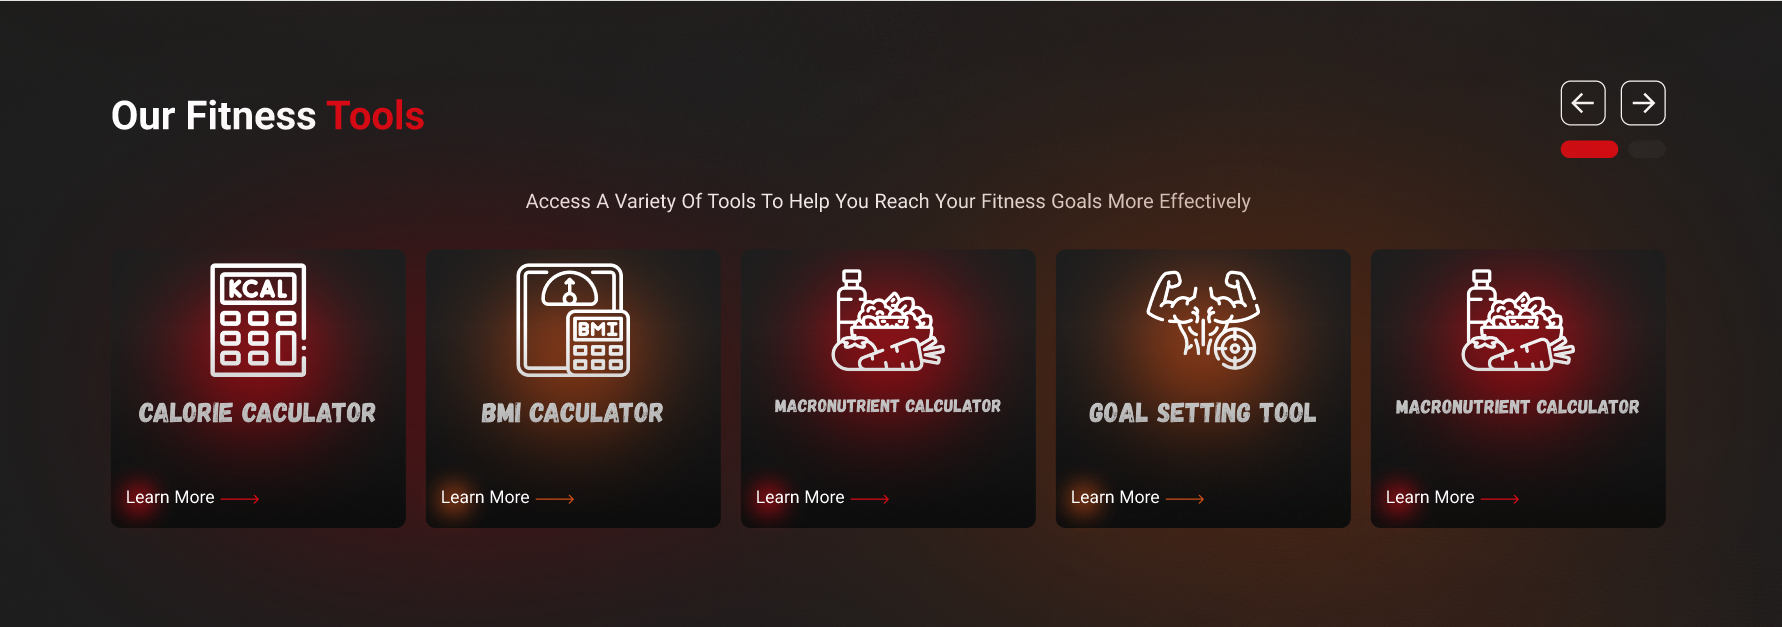 Our Fitness Tools
Access A Variety Of Tools To Help You Reach Your Fitness Goals More Effectively
KCAL
CALORIE CACULATOR
Learn More
BMI
BMI CACULATOR
Learn More
MACRONUTRIENT CALCULATOR
Learn More
GOAL SETTING TOOL
Learn More
MACRONUTRIENT CALCULATOR
Learn More